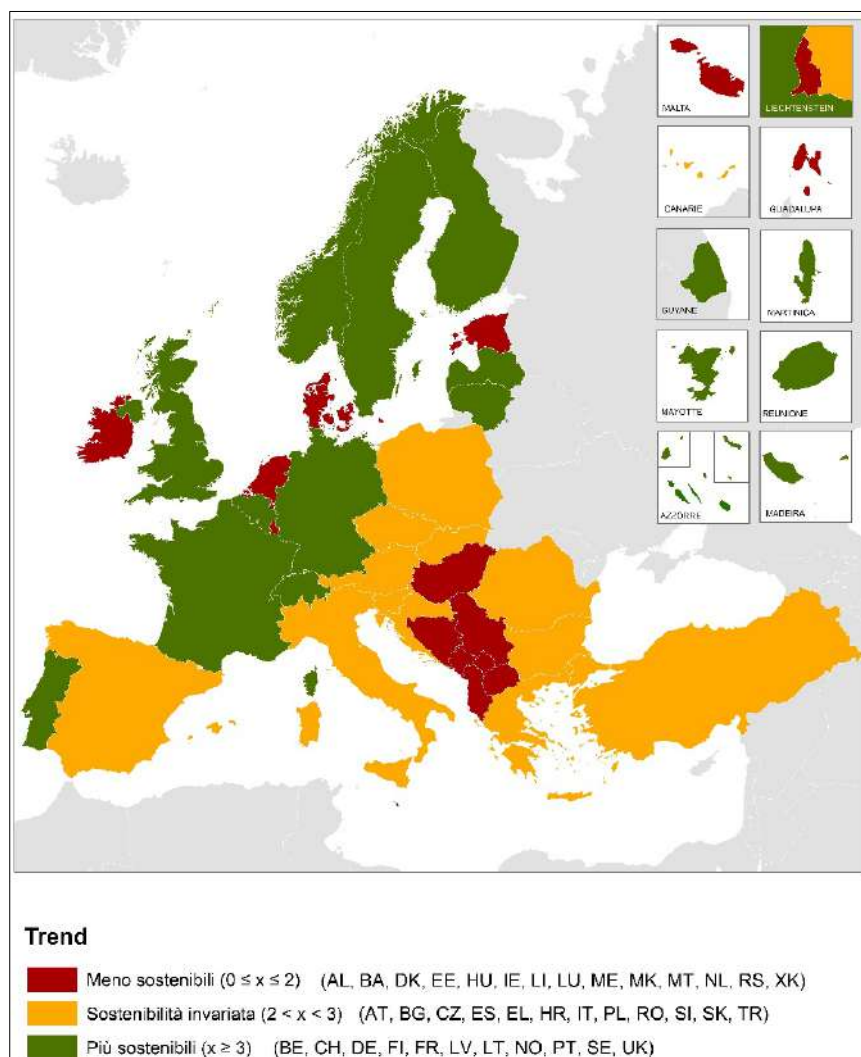 MALTA
LIECHTENSTEIN
CANARIE
GUADALUPA
GUYANE
MARTINICA
MAYOTTE
REUNIONE
AZZORRE
MADEIRA
Trend
Meno sostenibili (0 ≤ x ≤ 2) (AL, BA, DK, EE, HU, IE, LI, LU, ME, MK, MT, NL, RS, XK)
Sostenibilità invariata (2 < x < 3) (AT, BG, CZ, ES, EL, HR, IT, PL, RO, SI, SK, TR)
Più sostenibili (x ≥ 3) (BE, CH, DE, FI, FR, LV, LT, NO, PT, SE, UK)